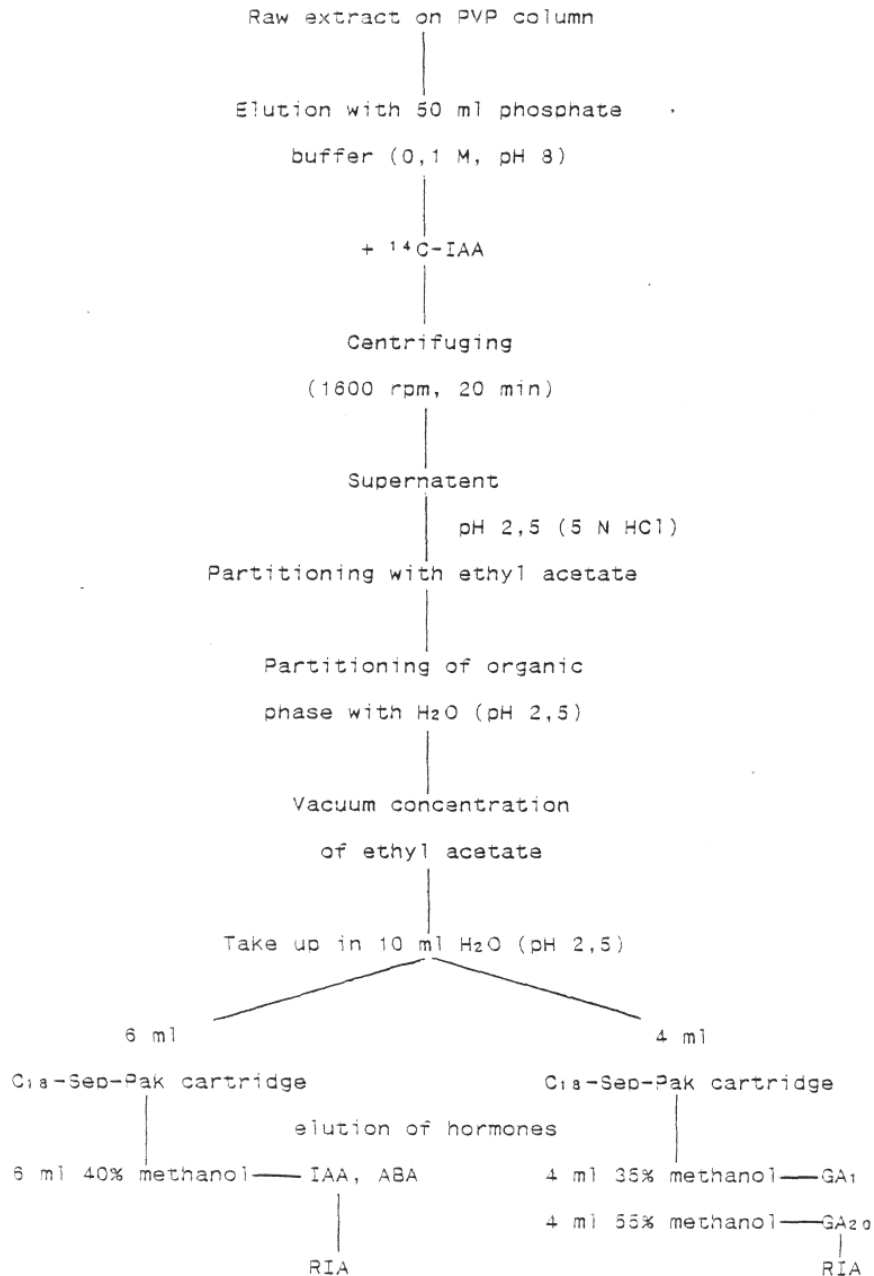 Raw extract on PVP column
Elution with 50 ml phosphate
buffer (0,1 M, pH 8)
+ ¹⁴C-IAA
Centrifuging
(1600 rpm, 20 min)
Supernatent
pH 2,5 (5 N HCl)
Partitioning with ethyl acetate
Partitioning of organic
phase with H₂O (pH 2,5)
Vacuum concentration
of ethyl acetate
Take up in 10 ml H₂O (pH 2,5)
6 ml
4 ml
C₁₈-Sep-Pak cartridge
C₁₈-Sep-Pak cartridge
elution of hormones
6 ml 40% methanol — IAA, ABA
4 ml 35% methanol — GA₁
4 ml 55% methanol — GA₂₀
RIA
RIA